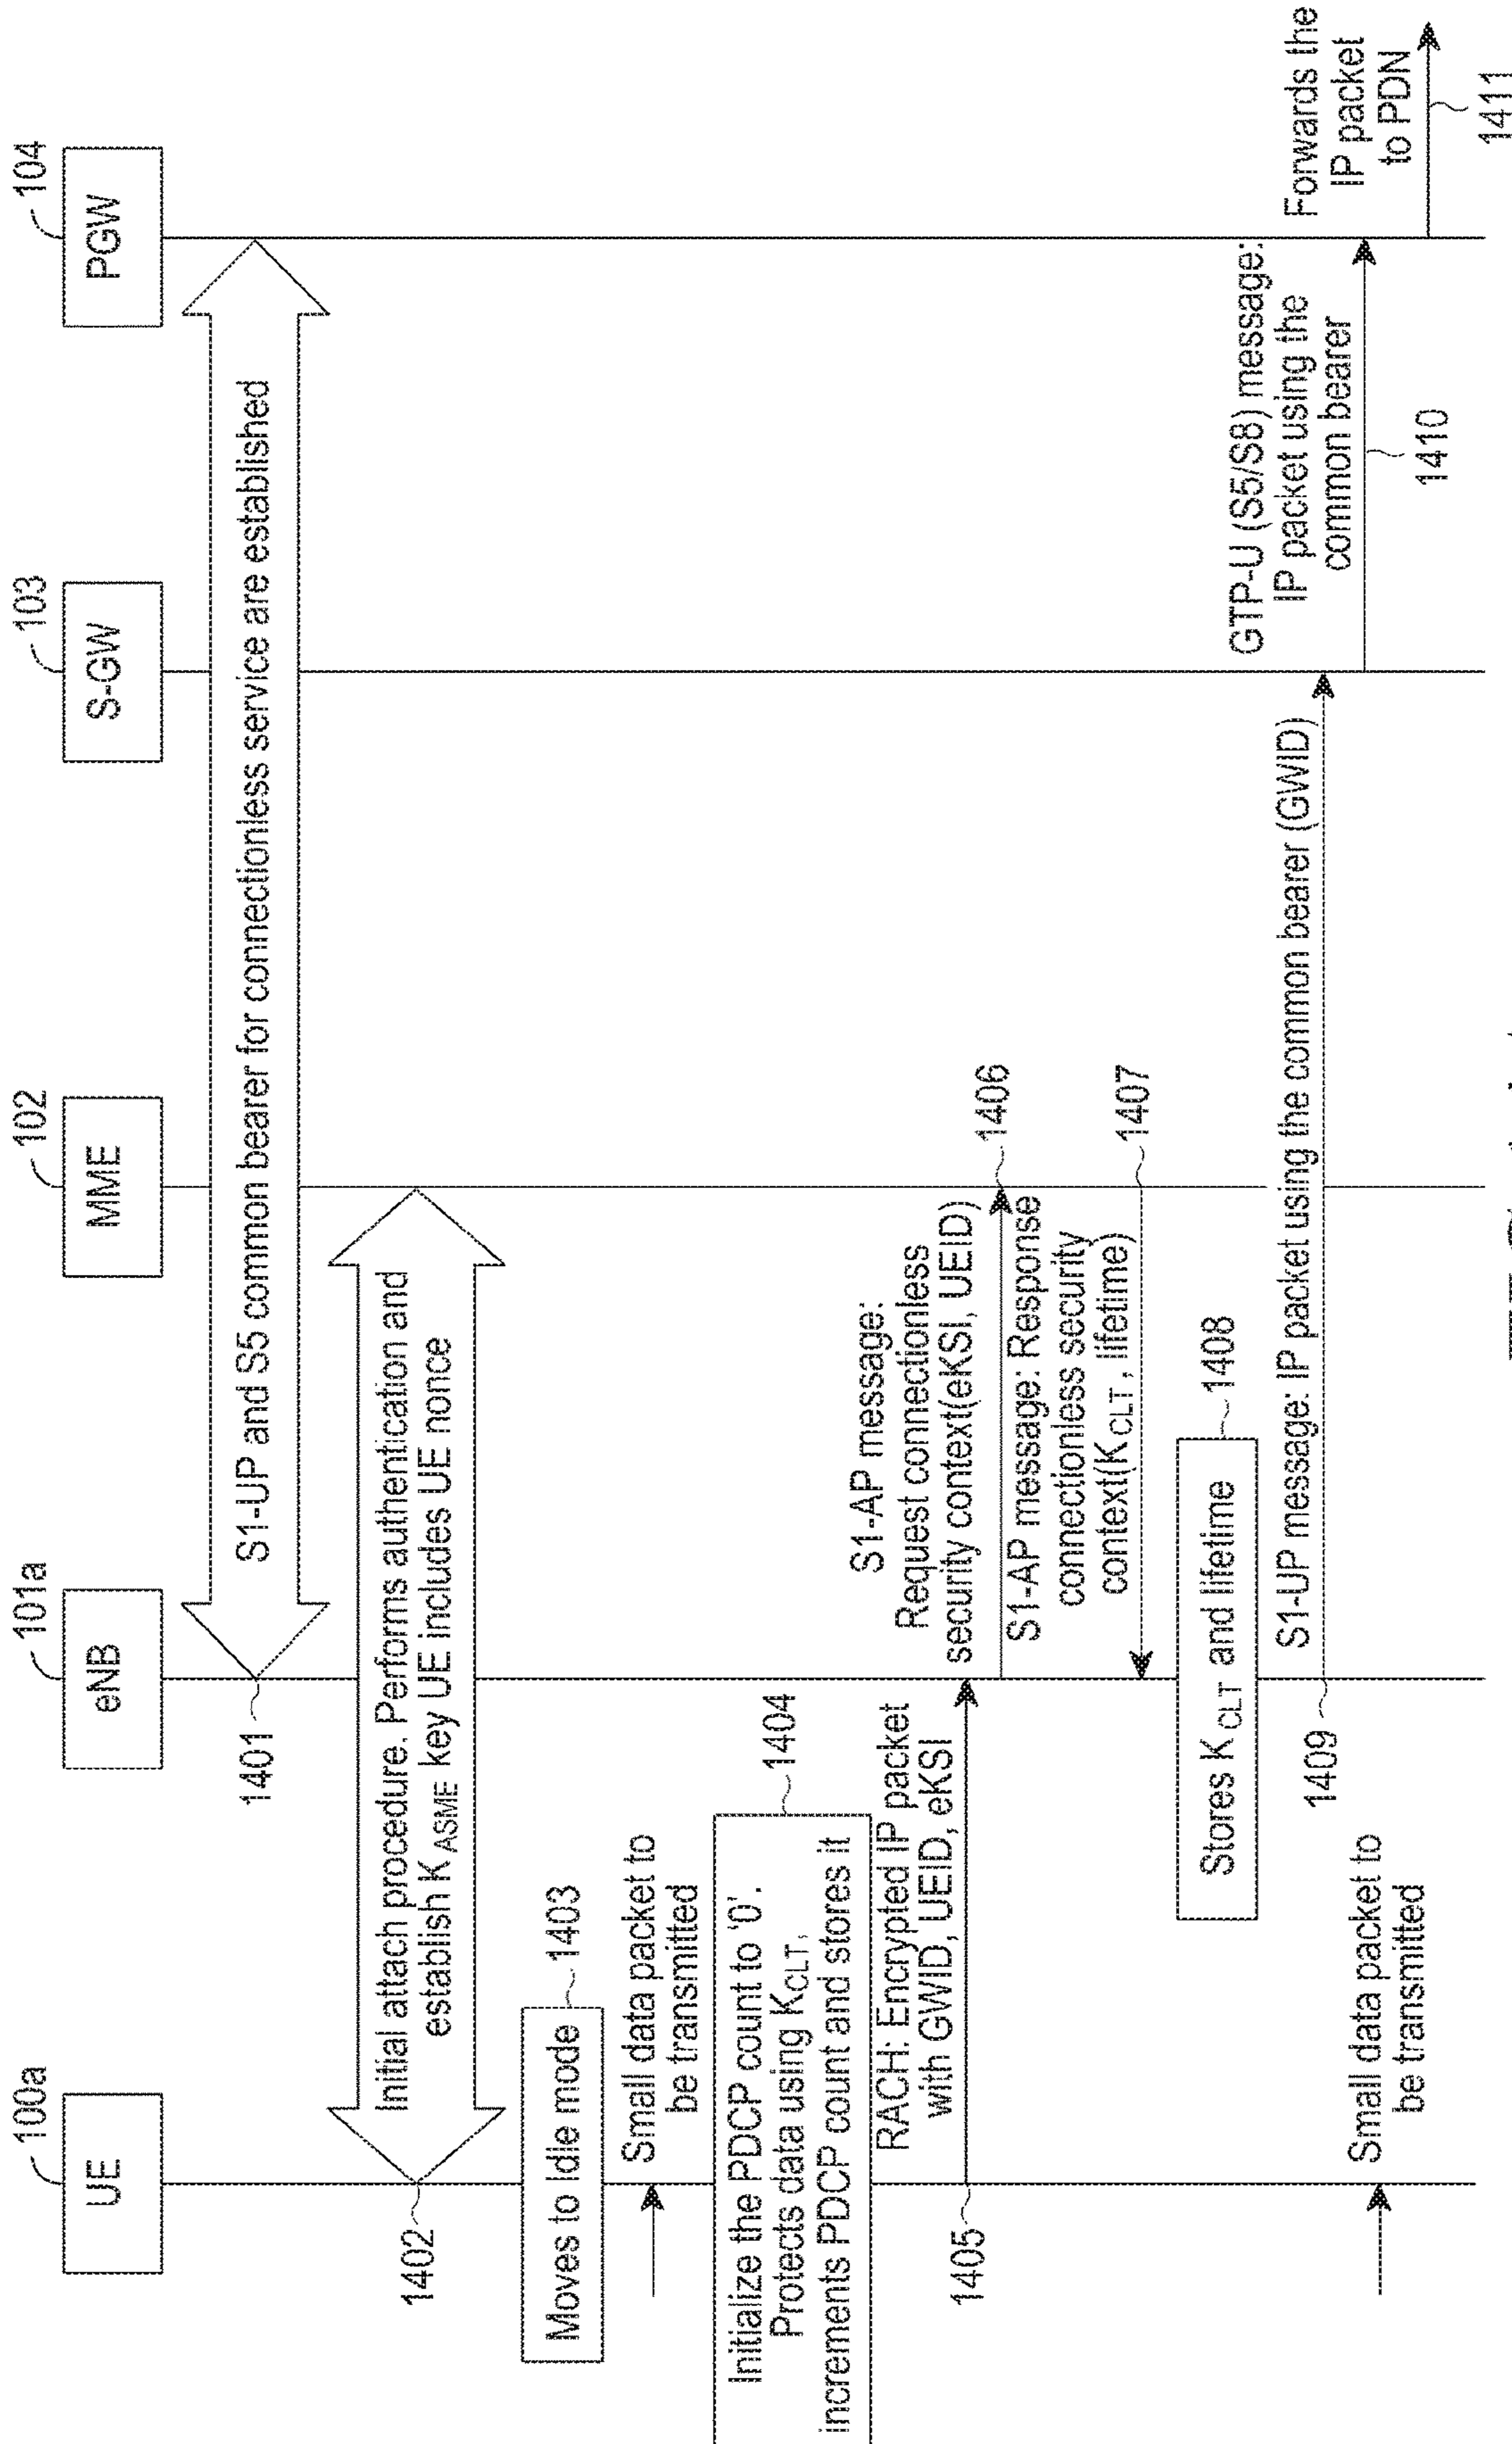 100a
101a
102
103
104
UE
eNB
MME
S-GW
PGW
1401
S1-UP and S5 common bearer for connectionless service are established
1402
Initial attach procedure. Performs authentication and
establish K ASME key UE includes UE nonce
Moves to Idle mode
1403
Small data packet to
be transmitted
1404
Initialize the PDCP count to ‘0’.
Protects data using KCLT,
increments PDCP count and stores it
RACH: Encrypted IP packet
with GWID, UEID, eKSI
1405
S1-AP message:
Request connectionless
security context(eKSI, UEID)
1406
S1-AP message: Response
connectionless security
context(K CLT, lifetime)
1407
Stores K CLT and lifetime
1408
S1-UP message: IP packet using the common bearer (GWID)
1409
GTP-U (S5/S8) message:
IP packet using the
common bearer
1410
Forwards the
IP packet
to PDN
1411
Small data packet to
be transmitted